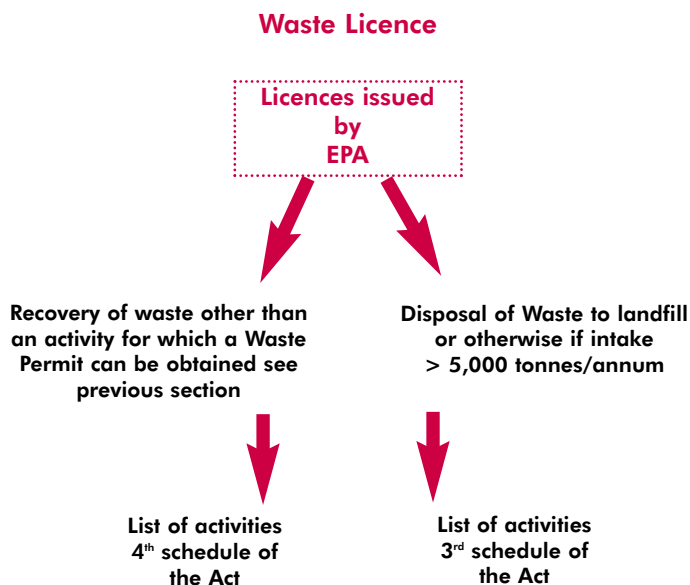 Waste Licence
Licences issued
by
EPA
Recovery of waste other than
an activity for which a Waste
Permit can be obtained see
previous section
Disposal of Waste to landfill
or otherwise if intake
> 5,000 tonnes/annum
List of activities
4th schedule of
the Act
List of activities
3rd schedule of
the Act